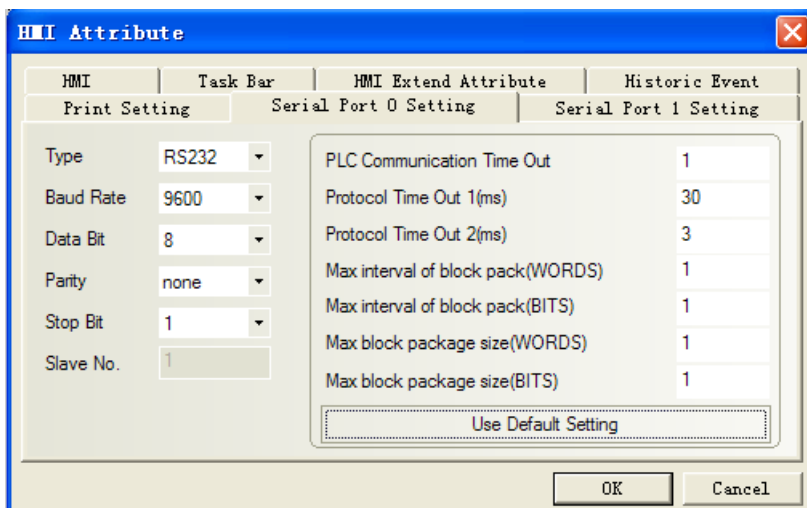 HMI Attribute
HMI Task Bar HMI Extend Attribute Historic Event
Print Setting Serial Port 0 Setting Serial Port 1 Setting
Type RS232
Baud Rate 9600
Data Bit 8
Parity none
Stop Bit 1
Slave No. 1
PLC Communication Time Out 1
Protocol Time Out 1(ms) 30
Protocol Time Out 2(ms) 3
Max interval of block pack(WORDS) 1
Max interval of block pack(BITS) 1
Max block package size(WORDS) 1
Max block package size(BITS) 1
Use Default Setting
OK Cancel